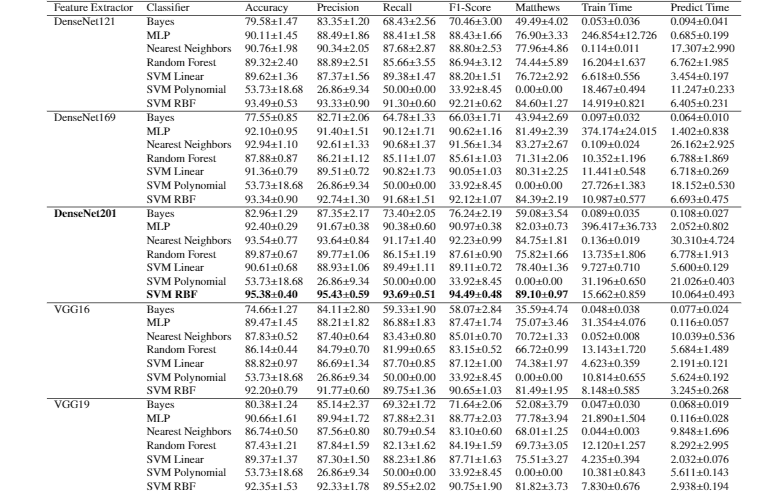 Feature Extractor Classifier Accuracy Precision Recall F1-Score Matthews Train Time Predict Time
DenseNet121 Bayes 79.58±1.47 83.35±1.20 68.43±2.56 70.46±3.00 49.49±4.02 0.053±0.036 0.094±0.041
MLP 90.11±1.45 88.49±1.86 88.41±1.58 88.43±1.66 76.90±3.33 246.854±12.726 0.685±0.199
Nearest Neighbors 90.76±1.98 90.34±2.05 87.68±2.87 88.80±2.53 77.96±4.86 0.114±0.011 17.307±2.990
Random Forest 89.32±2.40 88.89±2.51 85.66±3.55 86.94±3.12 74.44±5.89 16.204±1.637 6.762±1.985
SVM Linear 89.62±1.36 87.37±1.56 89.38±1.47 88.20±1.51 76.72±2.92 6.618±0.556 3.454±0.197
SVM Polynomial 53.73±18.68 26.86±9.34 50.00±0.00 33.92±8.45 0.00±0.00 18.467±0.494 11.247±0.233
SVM RBF 93.49±0.53 93.33±0.90 91.30±0.60 92.21±0.62 84.60±1.27 14.919±0.821 6.405±0.231
DenseNet169 Bayes 77.55±0.85 82.71±2.06 64.78±1.33 66.03±1.71 43.94±2.69 0.097±0.032 0.064±0.010
MLP 92.10±0.95 91.40±1.51 90.12±1.71 90.62±1.16 81.49±2.39 374.174±24.015 1.402±0.838
Nearest Neighbors 92.94±1.10 92.61±1.33 90.68±1.37 91.56±1.34 83.27±2.67 0.109±0.024 26.162±2.925
Random Forest 87.88±0.87 86.21±1.12 85.11±1.07 85.61±1.03 71.31±2.06 10.352±1.196 6.788±1.869
SVM Linear 91.36±0.79 89.51±0.72 90.82±1.73 90.05±1.03 80.31±2.25 11.441±0.548 6.718±0.269
SVM Polynomial 53.73±18.68 26.86±9.34 50.00±0.00 33.92±8.45 0.00±0.00 27.726±1.383 18.152±0.530
SVM RBF 93.34±0.90 92.74±1.30 91.68±1.51 92.12±1.07 84.39±2.19 10.987±0.577 6.693±0.475
DenseNet201 Bayes 82.96±1.29 87.35±2.17 73.40±2.05 76.24±2.19 59.08±3.54 0.089±0.035 0.108±0.027
MLP 92.40±0.29 91.67±0.38 90.38±0.60 90.97±0.38 82.03±0.73 396.417±36.733 2.052±0.802
Nearest Neighbors 93.54±0.77 93.64±0.84 91.17±1.40 92.23±0.99 84.75±1.81 0.136±0.019 30.310±4.724
Random Forest 89.87±0.67 89.77±1.06 86.15±1.19 87.61±0.90 75.82±1.66 13.735±1.806 6.778±1.913
SVM Linear 90.61±0.68 88.93±1.06 89.49±1.11 89.11±0.72 78.40±1.36 9.727±0.710 5.600±0.129
SVM Polynomial 53.73±18.68 26.86±9.34 50.00±0.00 33.92±8.45 0.00±0.00 31.196±0.650 21.026±0.403
SVM RBF 95.38±0.40 95.43±0.59 93.69±0.51 94.49±0.48 89.10±0.97 15.662±0.859 10.064±0.493
VGG16 Bayes 74.66±1.27 84.11±2.80 59.33±1.90 58.07±2.84 35.59±4.74 0.048±0.038 0.077±0.024
MLP 89.47±1.45 88.21±1.82 86.88±1.83 87.47±1.74 75.07±3.46 31.354±4.076 0.116±0.057
Nearest Neighbors 87.83±0.52 87.40±0.64 83.43±0.80 85.01±0.70 70.72±1.33 0.052±0.008 10.039±0.536
Random Forest 86.14±0.44 84.79±0.70 81.99±0.65 83.15±0.52 66.72±0.99 13.143±1.720 5.684±1.489
SVM Linear 88.82±0.97 86.69±1.34 87.70±0.85 87.12±1.00 74.38±1.97 4.623±0.359 2.191±0.121
SVM Polynomial 53.73±18.68 26.86±9.34 50.00±0.00 33.92±8.45 0.00±0.00 10.814±0.655 5.624±0.192
SVM RBF 92.20±0.79 91.77±0.60 89.75±1.36 90.65±1.03 81.49±1.95 8.148±0.585 3.245±0.268
VGG19 Bayes 80.38±1.24 85.14±2.37 69.32±1.72 71.64±2.06 52.08±3.79 0.047±0.030 0.068±0.019
MLP 90.66±1.61 89.94±1.72 87.88±2.31 88.77±2.03 77.78±3.94 21.890±1.504 0.116±0.028
Nearest Neighbors 86.74±0.50 87.56±0.80 80.79±0.54 83.10±0.60 68.01±1.25 0.044±0.003 9.848±1.696
Random Forest 87.43±1.21 87.84±1.59 82.13±1.62 84.19±1.59 69.73±3.05 12.120±1.257 8.292±2.995
SVM Linear 89.37±1.37 87.30±1.50 88.23±1.86 87.71±1.63 75.51±3.27 4.235±0.394 2.032±0.076
SVM Polynomial 53.73±18.68 26.86±9.34 50.00±0.00 33.92±8.45 0.00±0.00 10.381±0.843 5.611±0.143
SVM RBF 92.35±1.53 92.33±1.78 89.55±2.02 90.75±1.90 81.82±3.73 7.830±0.676 2.938±0.194